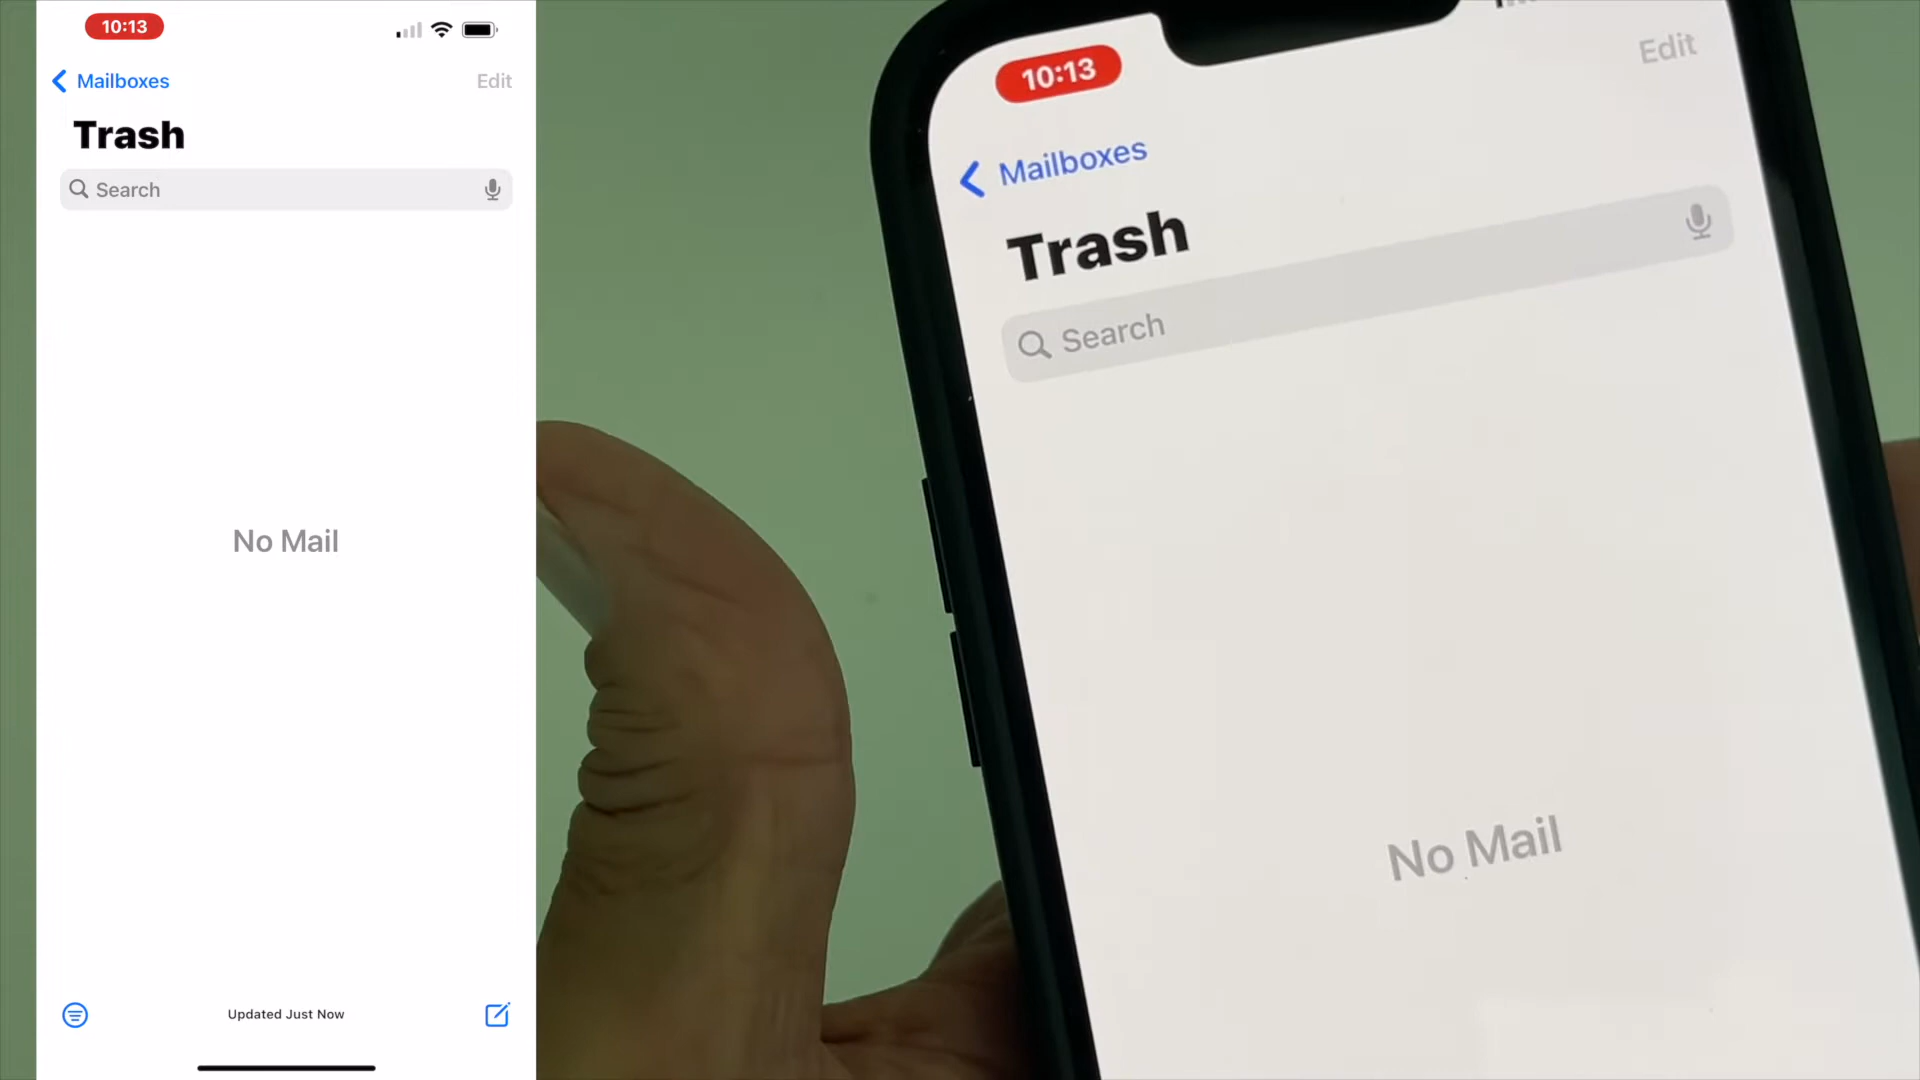 10:13
Mailboxes
Edit
Trash
Search
No Mail
Updated Just Now
10:13
Edit
Mailboxes
Trash
Search
No Mail